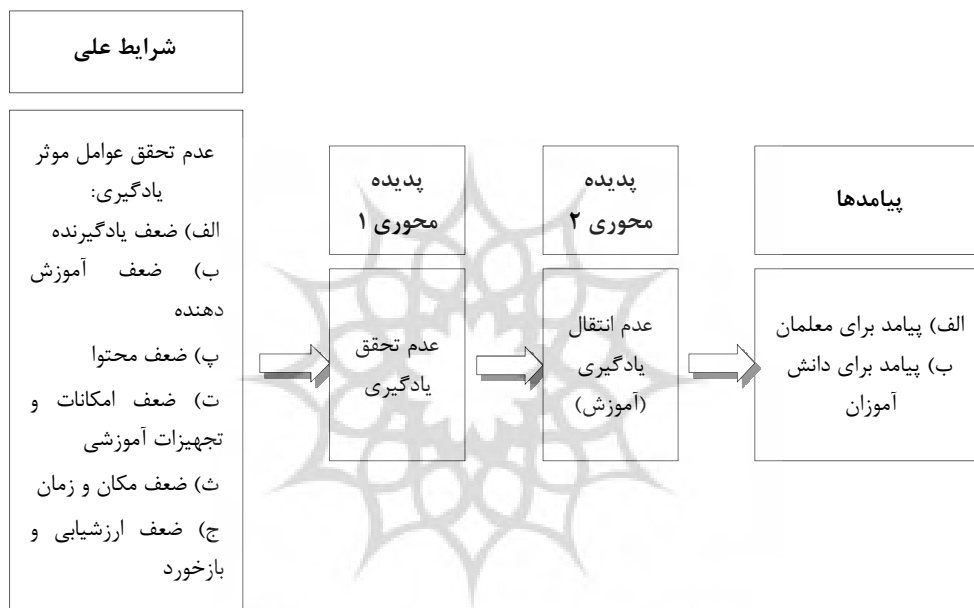 شرایط علی
عدم تحقق عوامل موثر
یادگیری:
الف) ضعف یادگیرنده
ب) ضعف آموزش
دهنده
پ) ضعف محتوا
ت) ضعف امکانات و
تجهیزات آموزشی
ث) ضعف مکان و زمان
ج) ضعف ارزشیابی و
بازخورد
پدیده
محوری ۱
عدم تحقق
یادگیری
پدیده
محوری ۲
عدم انتقال
یادگیری
(آموزش)
پیامدها
الف) پیامد برای معلمان
ب) پیامد برای دانش
آموزان